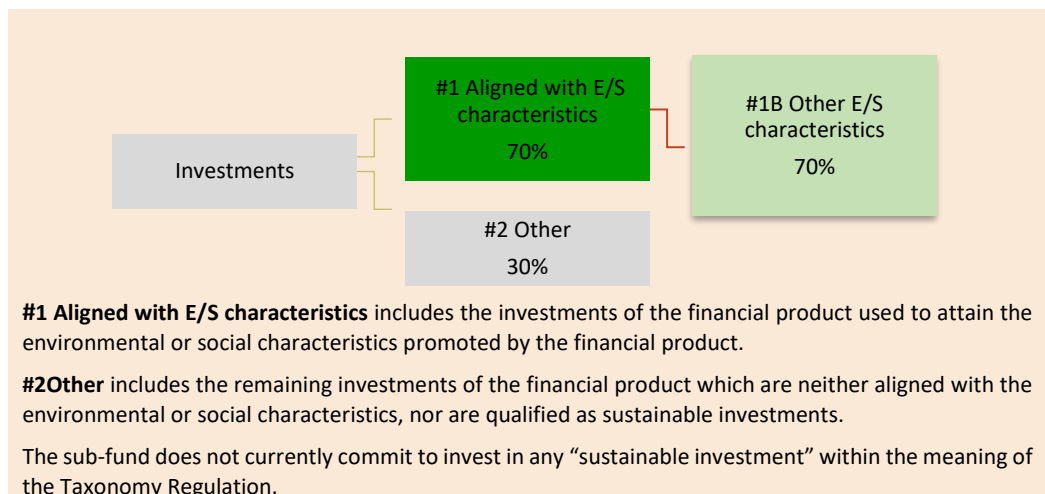 #1 Aligned with E/S
characteristics
70%
#1B Other E/S
characteristics
70%
Investments
#2 Other
30%
#1 Aligned with E/S characteristics includes the investments of the financial product used to attain the
environmental or social characteristics promoted by the financial product.
#2Other includes the remaining investments of the financial product which are neither aligned with the
environmental or social characteristics, nor are qualified as sustainable investments.
The sub-fund does not currently commit to invest in any “sustainable investment” within the meaning of
the Taxonomy Regulation.